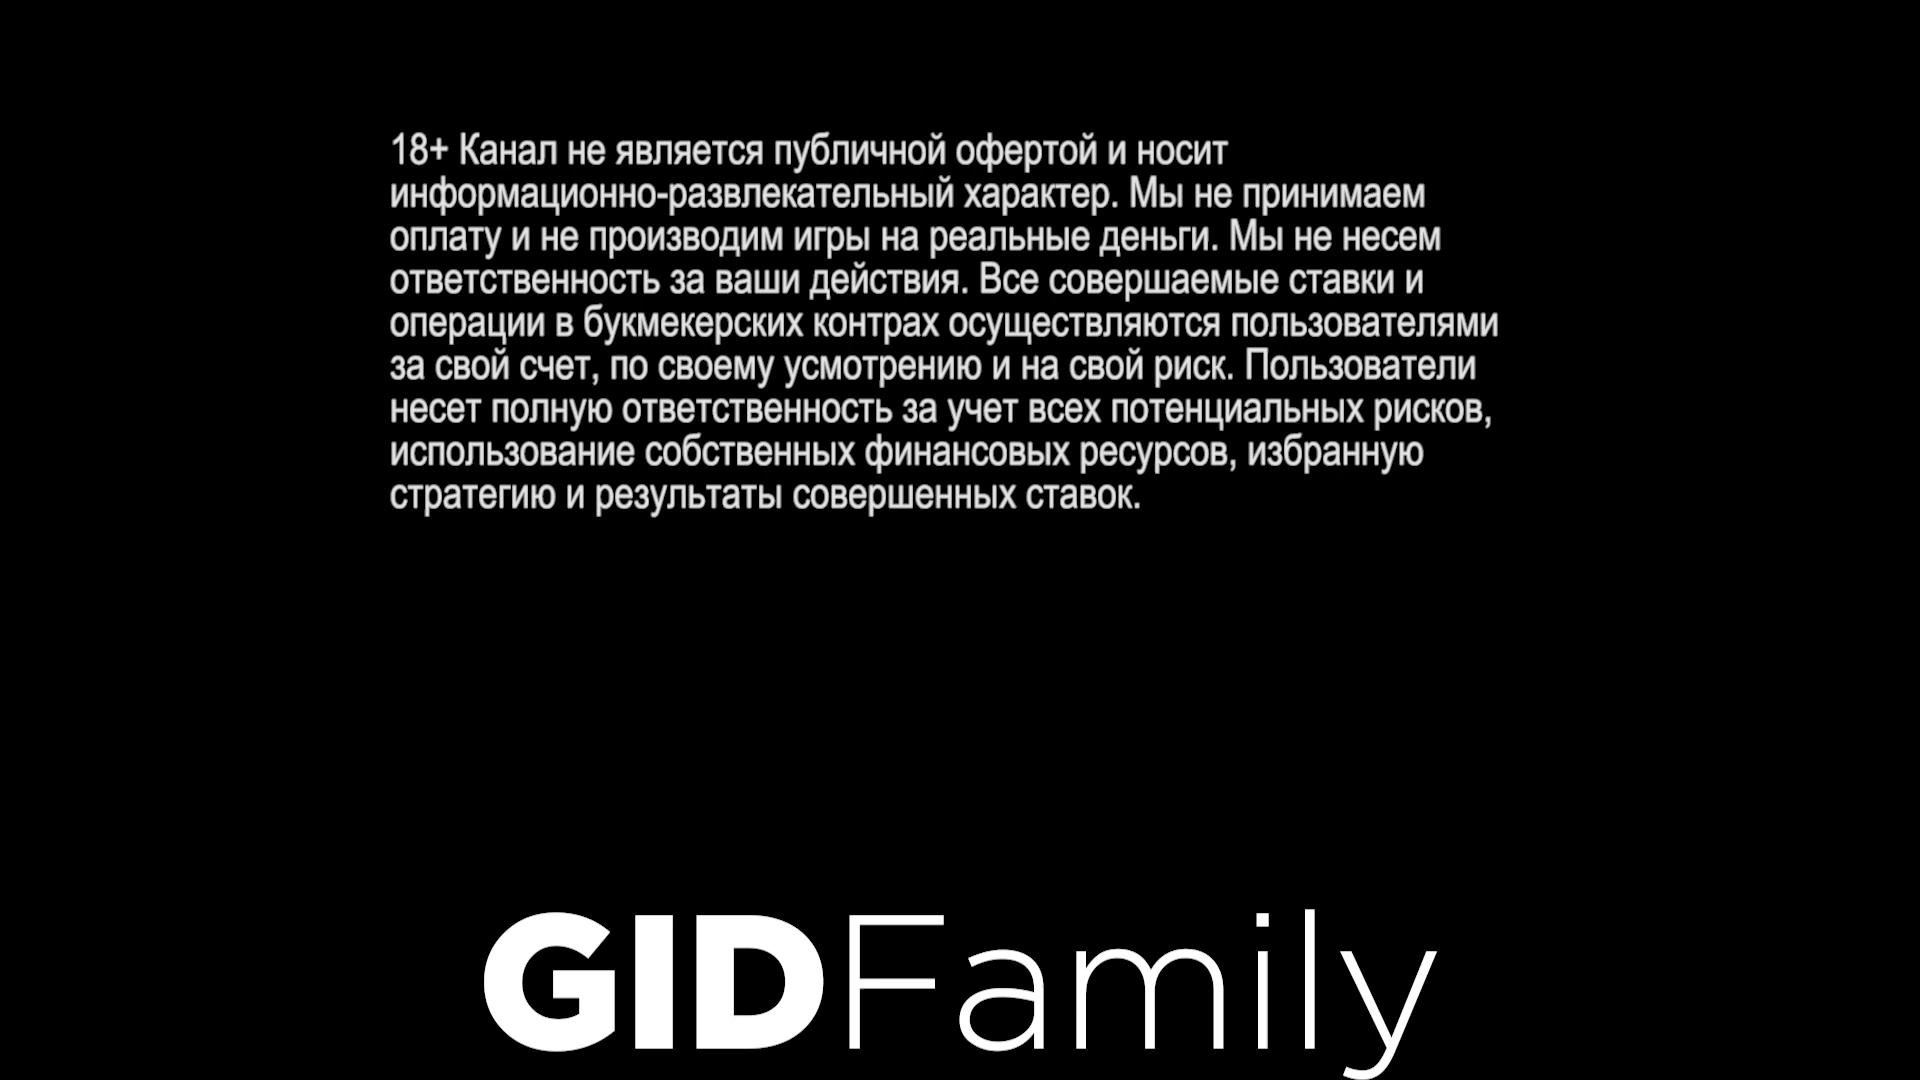 18+ Канал не является публичной офертой и носит
информационно-развлекательный характер. Мы не принимаем
оплату и не производим игры на реальные деньги. Мы не несем
ответственность за ваши действия. Все совершаемые ставки и
операции в букмекерских контрах осуществляются пользователями
за свой счет, по своему усмотрению и на свой риск. Пользователи
несет полную ответственность за учет всех потенциальных рисков,
использование собственных финансовых ресурсов, избранную
стратегию и результаты совершенных ставок.
GIDFamily